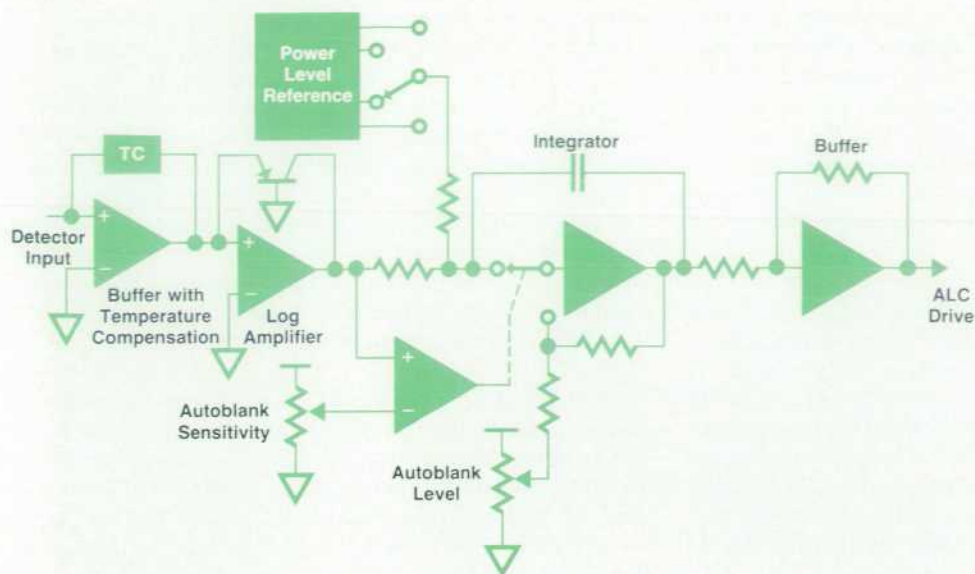 Power
Level
Reference
Integrator
Buffer
TC
+
−
Detector
Input
Buffer with
Temperature
Compensation
+
−
Log
Amplifier
ALC
Drive
+
−
Autoblank
Sensitivity
Autoblank
Level